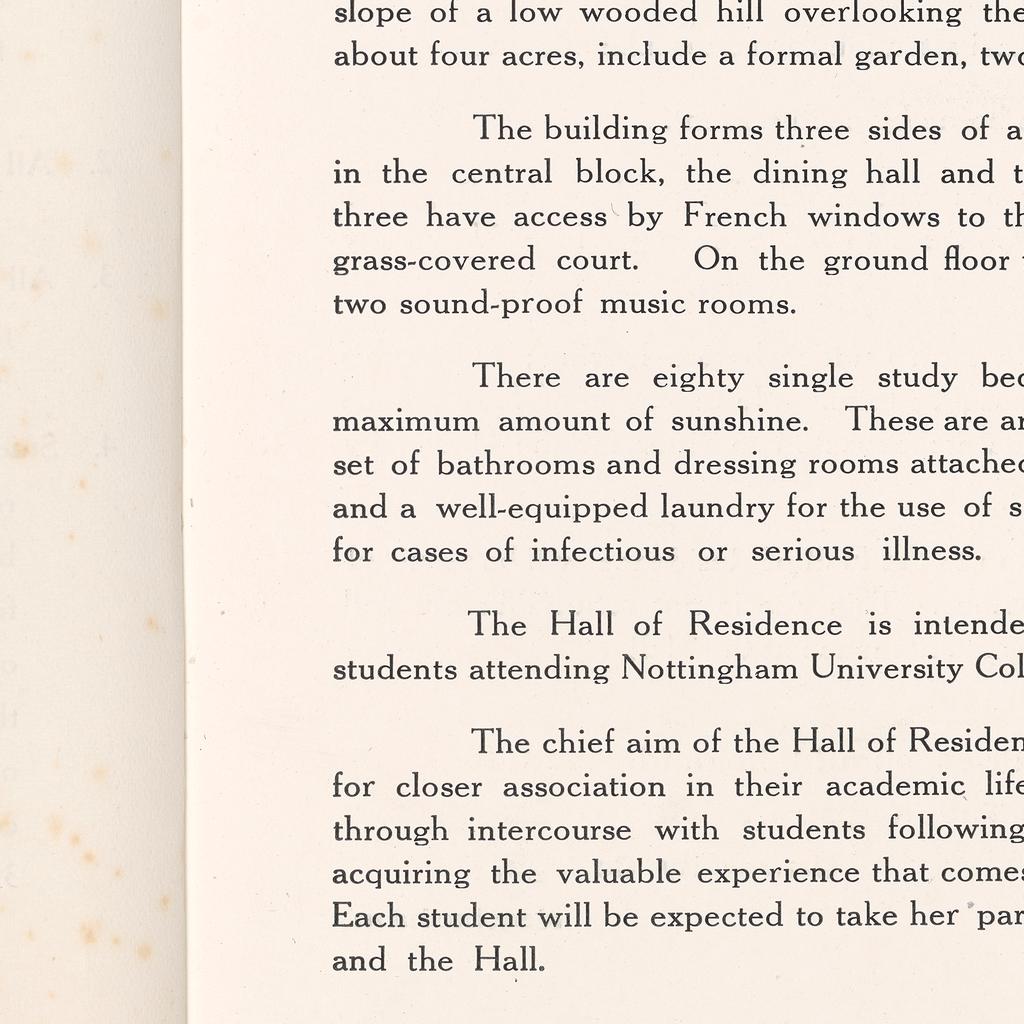 slope of a low wooded hill overlooking the
about four acres, include a formal garden, two
The building forms three sides of a
in the central block, the dining hall and t
three have access by French windows to th
grass-covered court. On the ground floor
two sound-proof music rooms.
There are eighty single study bed
maximum amount of sunshine. These are ar
set of bathrooms and dressing rooms attached
and a well-equipped laundry for the use of s
for cases of infectious or serious illness.
The Hall of Residence is intende
students attending Nottingham University Col
The chief aim of the Hall of Residen
for closer association in their academic life
through intercourse with students following
acquiring the valuable experience that comes
Each student will be expected to take her par
and the Hall.